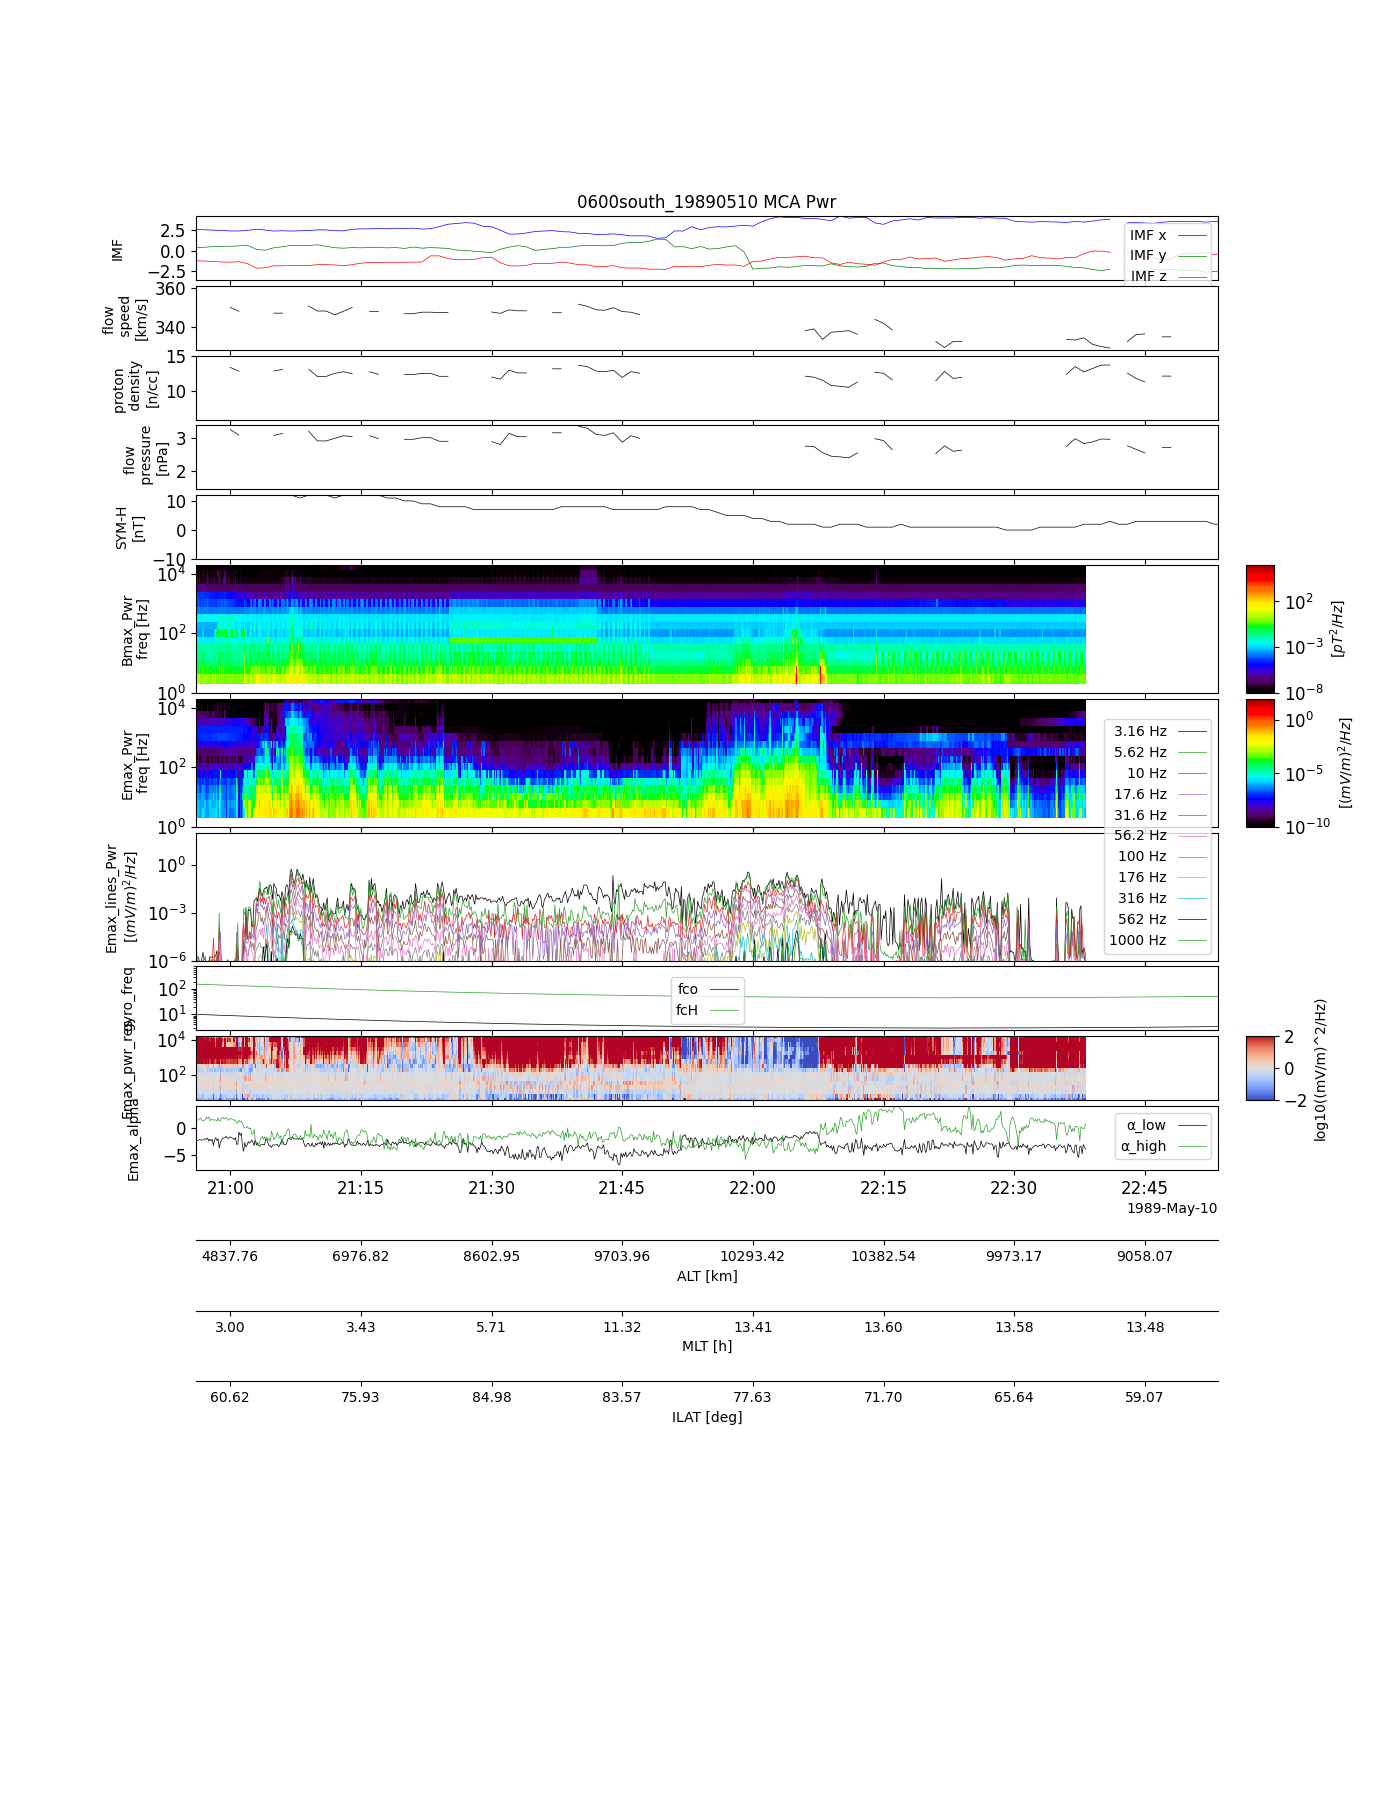 0600south_19890510 MCA Pwr
IMF
2.5
0.0
−2.5
IMF x
IMF y
IMF z
flow
speed
[km/s]
360
340
proton
density
[n/cc]
15
10
flow
pressure
[nPa]
3
2
SYM-H
[nT]
10
0
−10
Bmax_Pwr
freq [Hz]
10^4
10^2
10^0
10^2
10^−3
10^−8
[pT^2/Hz]
Emax_Pwr
freq [Hz]
10^4
10^2
10^0
10^0
10^−5
10^−10
[(mV/m)^2/Hz]
3.16 Hz
5.62 Hz
10 Hz
17.6 Hz
31.6 Hz
56.2 Hz
100 Hz
176 Hz
316 Hz
562 Hz
1000 Hz
Emax_lines_Pwr
[(mV/m)^2/Hz]
10^0
10^−3
10^−6
gyro_freq
10^2
10^1
fco
fcH
Emax_pwr_reg
10^4
10^2
2
0
−2
log10((mV/m)^2/Hz)
Emax_alpha
0
−5
α_low
α_high
21:00 21:15 21:30 21:45 22:00 22:15 22:30 22:45
1989-May-10
4837.76 6976.82 8602.95 9703.96 10293.42 10382.54 9973.17 9058.07
ALT [km]
3.00 3.43 5.71 11.32 13.41 13.60 13.58 13.48
MLT [h]
60.62 75.93 84.98 83.57 77.63 71.70 65.64 59.07
ILAT [deg]